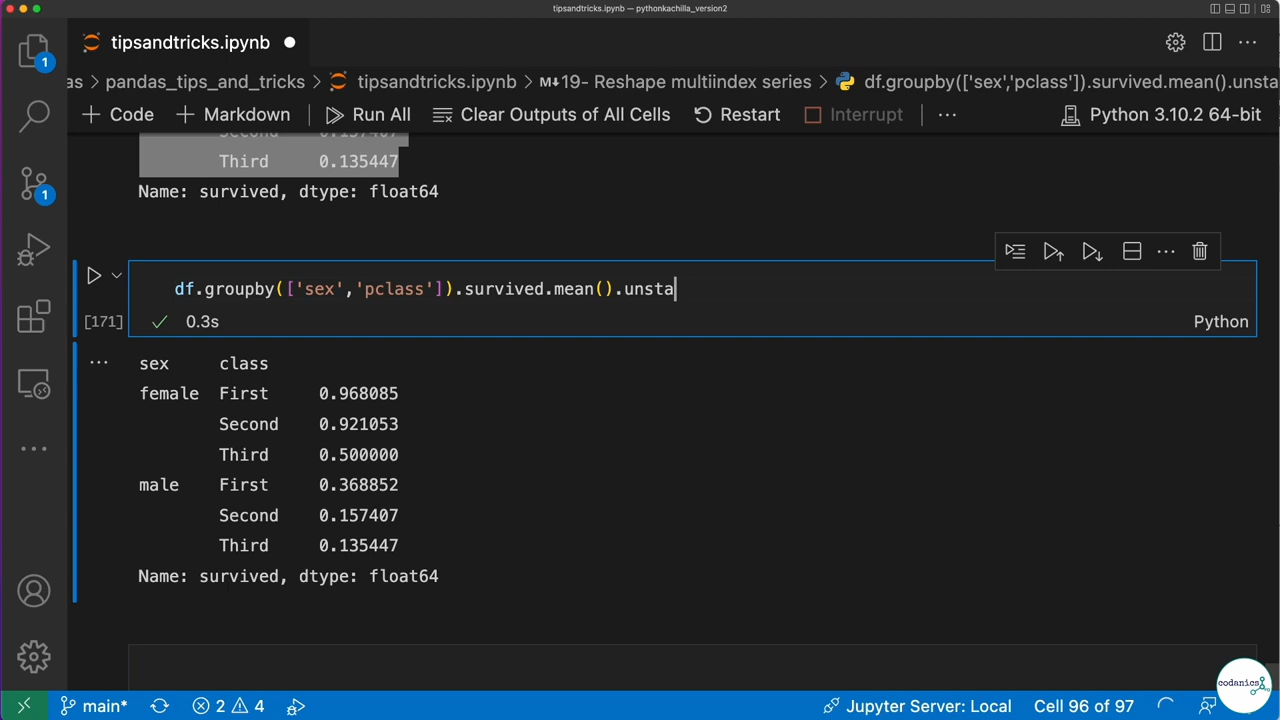 tipsandtricks.ipynb — pythonkachilla_version2
tipsandtricks.ipynb
as > pandas_tips_and_tricks > tipsandtricks.ipynb > M↓19- Reshape multiindex series > df.groupby(['sex','pclass']).survived.mean().unsta
+ Code + Markdown Run All Clear Outputs of All Cells Restart Interrupt ... Python 3.10.2 64-bit
Second 0.157407
Third 0.135447
Name: survived, dtype: float64
df.groupby(['sex','pclass']).survived.mean().unsta
[171] 0.3s Python
sex class
female First 0.968085
Second 0.921053
Third 0.500000
male First 0.368852
Second 0.157407
Third 0.135447
Name: survived, dtype: float64
1
1
main* 2 4 Jupyter Server: Local Cell 96 of 97
codanics